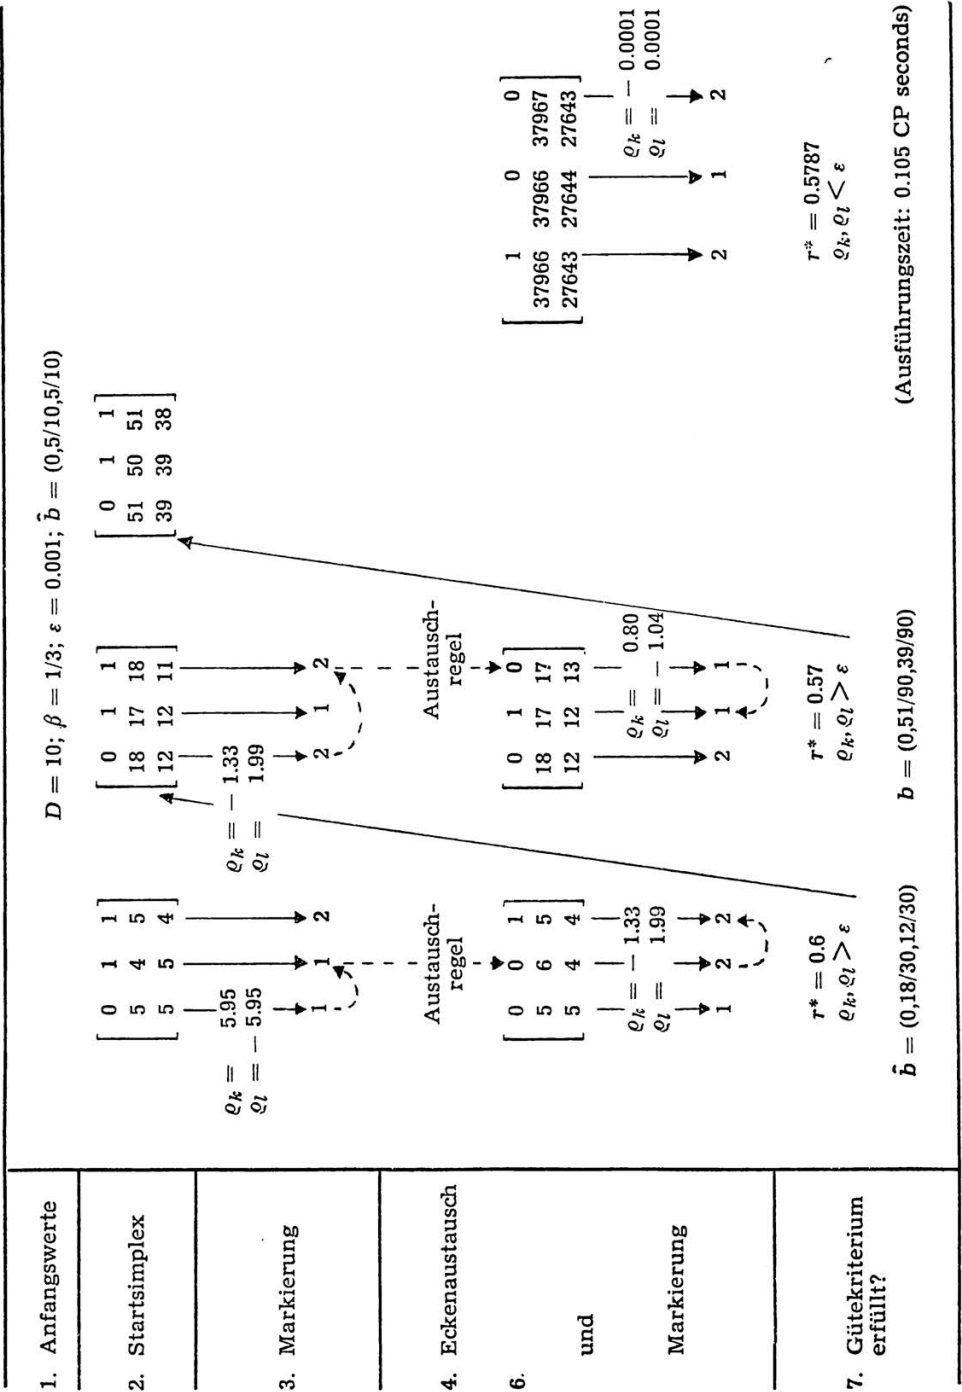 1. Anfangswerte
D = 10; β = 1/3; ε = 0.001; b̂ = (0,5/10,5/10)
2. Startsimplex
0 1 1
5 4 5
5 5 4
0 1 1
18 17 18
12 12 11
0 1 1
51 50 51
39 39 38
3. Markierung
ϱk = 5.95
ϱl = − 5.95
1 1 2
ϱk = − 1.33
ϱl = 1.99
2 1 2
Austausch-
regel
Austausch-
regel
4. Eckenaustausch
6.
und
Markierung
0 0 1
5 6 5
5 4 4
ϱk = − 1.33
ϱl = 1.99
1 2 2
0 1 0
18 17 17
12 12 13
ϱk = 0.80
ϱl = − 1.04
2 1 1
1 0 0
37966 37966 37967
27643 27644 27643
ϱk = − 0.0001
ϱl = 0.0001
2 1 2
7. Gütekriterium
erfüllt?
r* = 0.6
ϱk, ϱl > ε
b̂ = (0,18/30,12/30)
r* = 0.57
ϱk, ϱl > ε
b = (0,51/90,39/90)
r* = 0.5787
ϱk, ϱl < ε
(Ausführungszeit: 0.105 CP seconds)